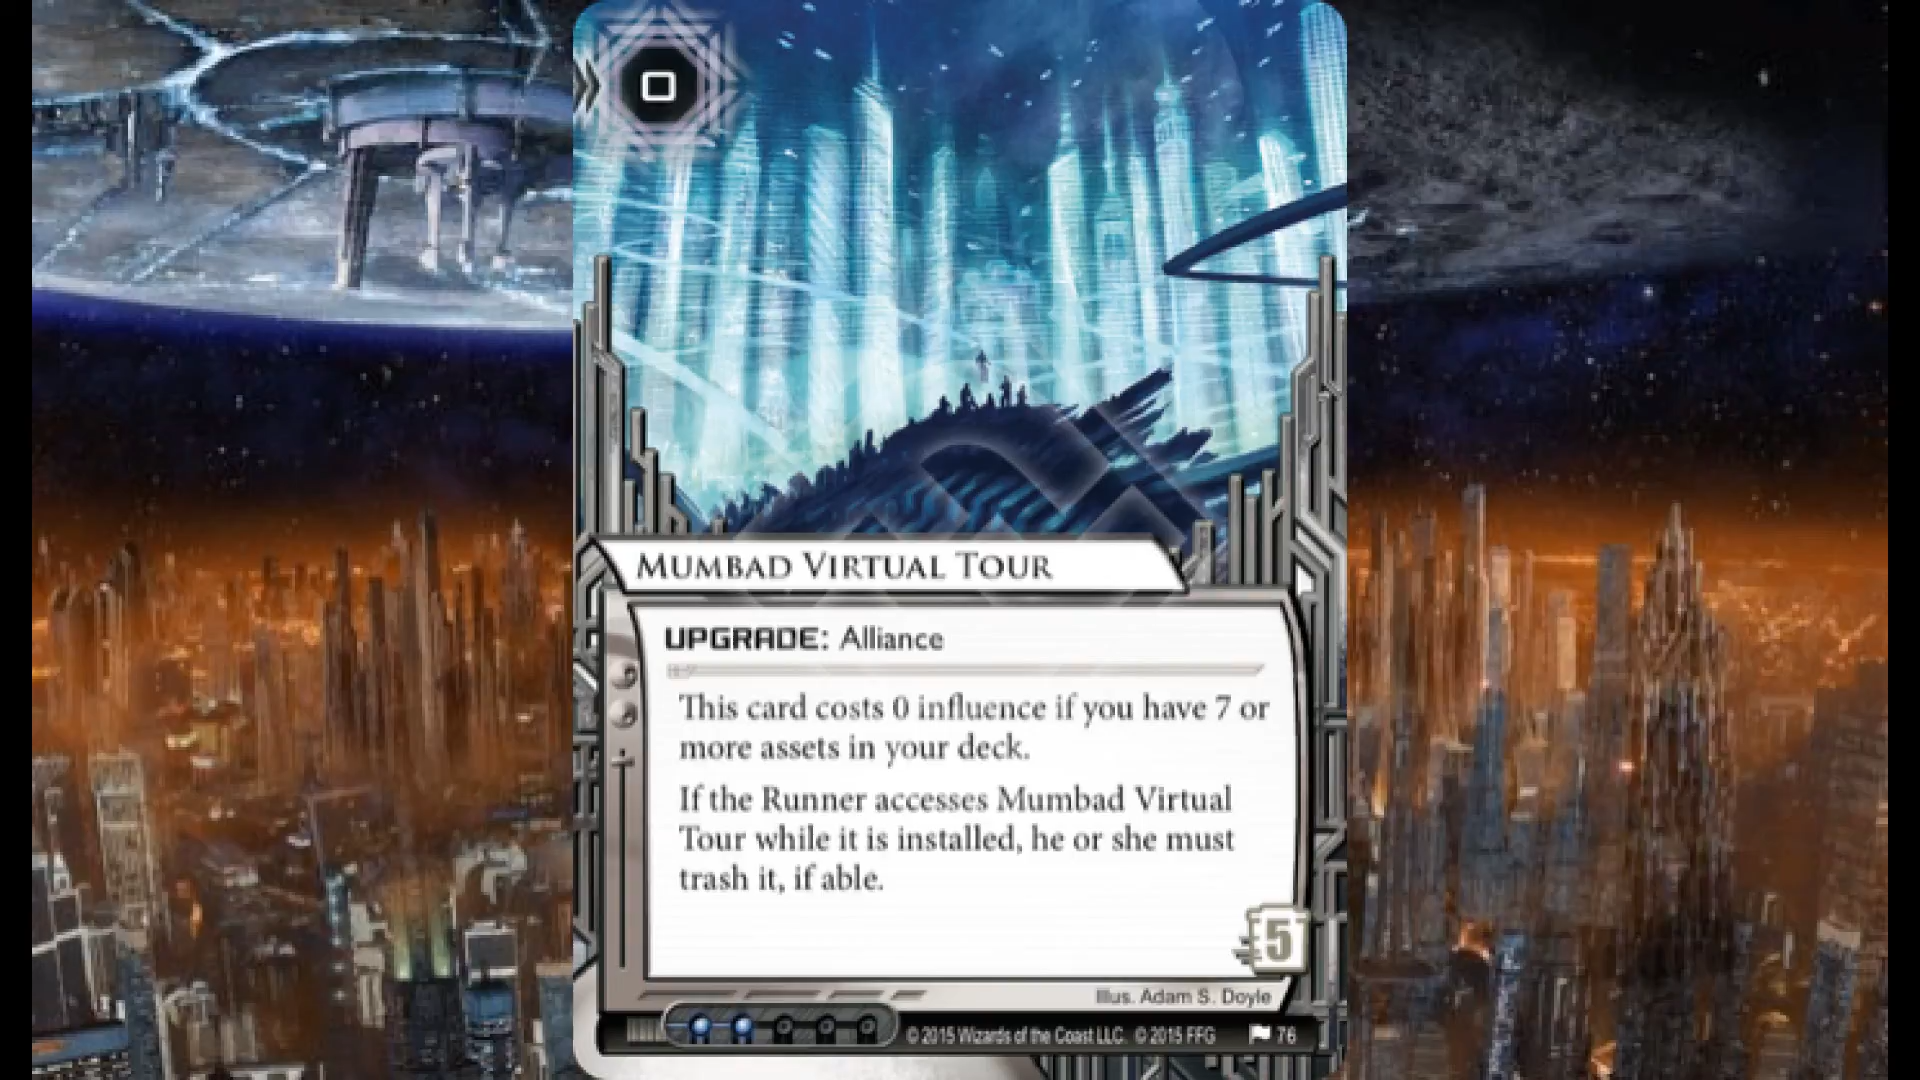 0
MUMBAD VIRTUAL TOUR
UPGRADE: Alliance
This card costs 0 influence if you have 7 or
more assets in your deck.
If the Runner accesses Mumbad Virtual
Tour while it is installed, he or she must
trash it, if able.
5
Illus. Adam S. Doyle
© 2015 Wizards of the Coast LLC. © 2015 FFG 76